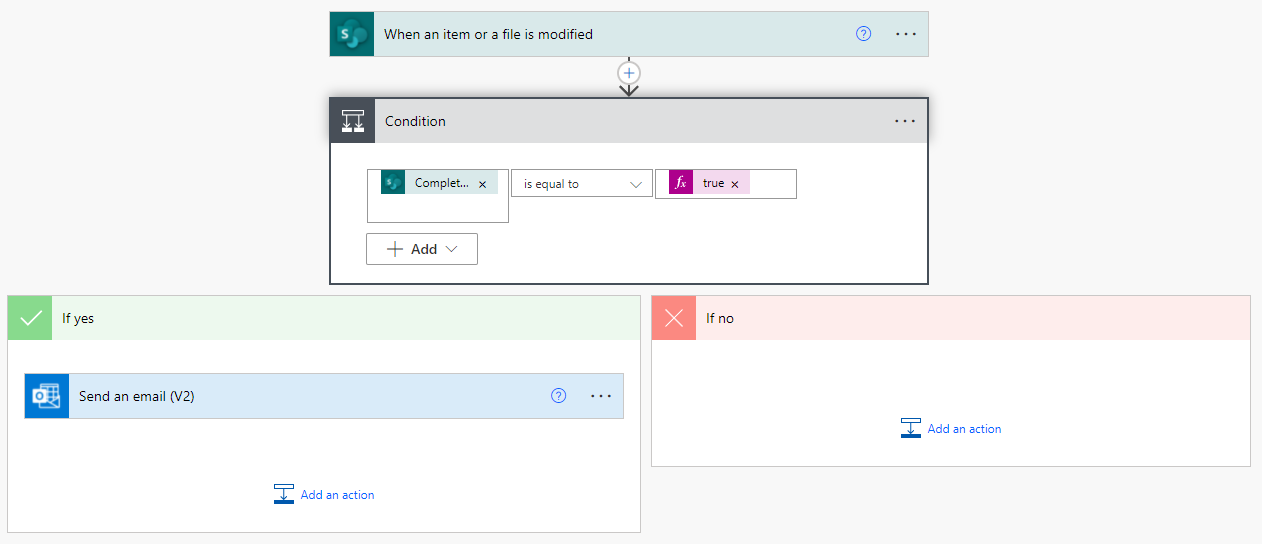 When an item or a file is modified
Condition
Complet... × is equal to fx true ×
Add
If yes
If no
Send an email (V2)
Add an action
Add an action